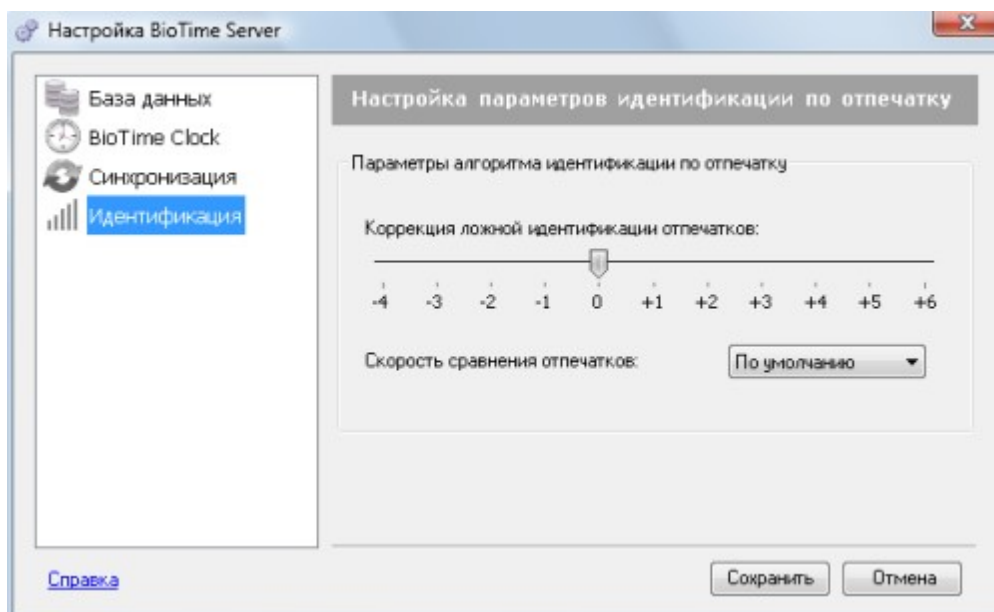 Настройка BioTime Server
База данных
BioTime Clock
Синхронизация
Идентификация
Настройка параметров идентификации по отпечатку
Параметры алгоритма идентификации по отпечатку
Коррекция ложной идентификации отпечатков:
-4 -3 -2 -1 0 +1 +2 +3 +4 +5 +6
Скорость сравнения отпечатков: По умолчанию
Справка
Сохранить Отмена